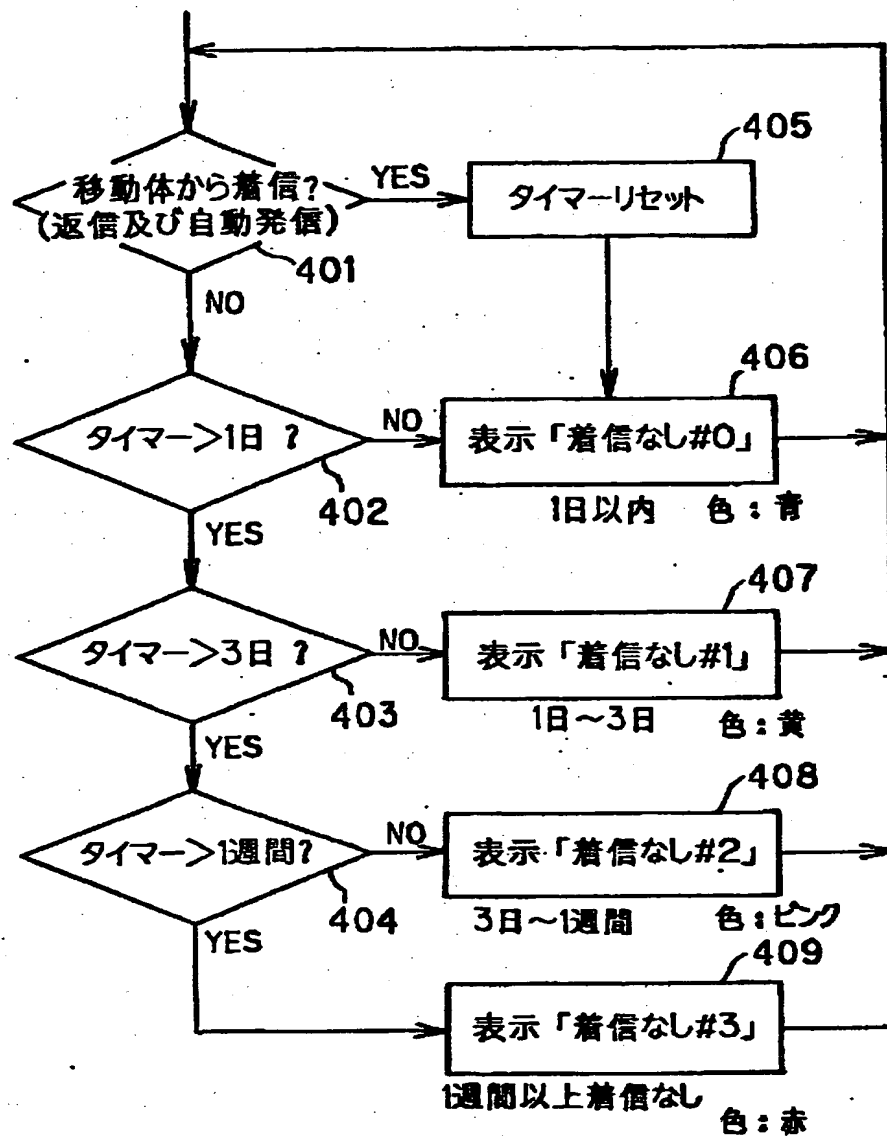 405
移動体から着信?
(返信及び自動発信)
YES
タイマーリセット
401
NO
406
タイマー>1日 ?
NO
表示「着信なし#0」
402
1日以内 色:青
YES
407
タイマー>3日 ?
NO
表示「着信なし#1」
403
1日~3日 色:黄
YES
408
タイマー>1週間?
NO
表示「着信なし#2」
404
3日~1週間 色:ピンク
YES
409
表示「着信なし#3」
1週間以上着信なし
色:赤